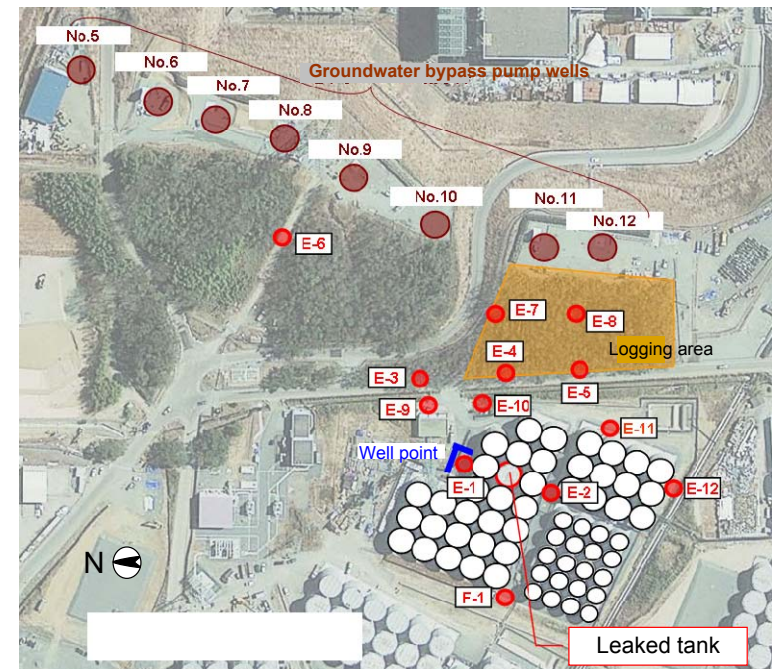 No.5
No.6
No.7
No.8
No.9
No.10
No.11
No.12
Groundwater bypass pump wells
E-6
E-7
E-8
Logging area
E-4
E-5
E-3
E-9
E-10
E-11
Well point
E-1
E-2
E-12
N
F-1
Leaked tank